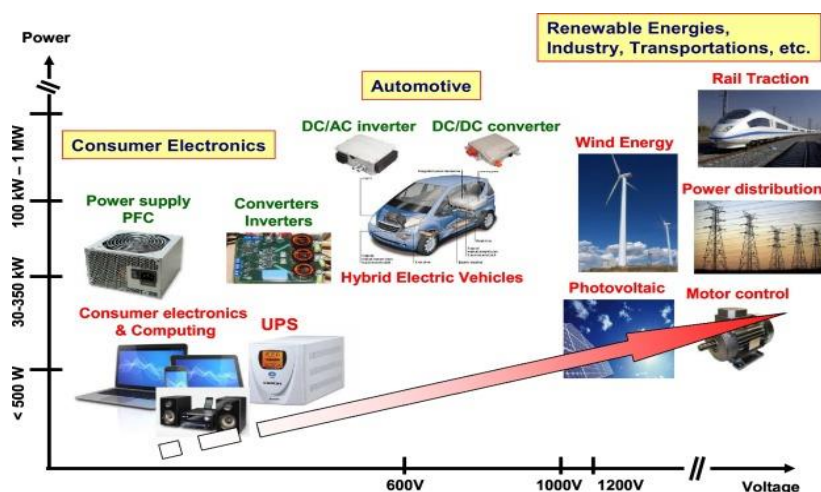 Power
Renewable Energies,
Industry, Transportations, etc.
Rail Traction
Automotive
DC/AC inverter
DC/DC converter
Consumer Electronics
Wind Energy
100 kW – 1 MW
Power supply
PFC
Converters
Inverters
Power distribution
Hybrid Electric Vehicles
30-350 kW
Photovoltaic
Motor control
Consumer electronics
& Computing
UPS
< 500 W
600V
1000V
1200V
Voltage